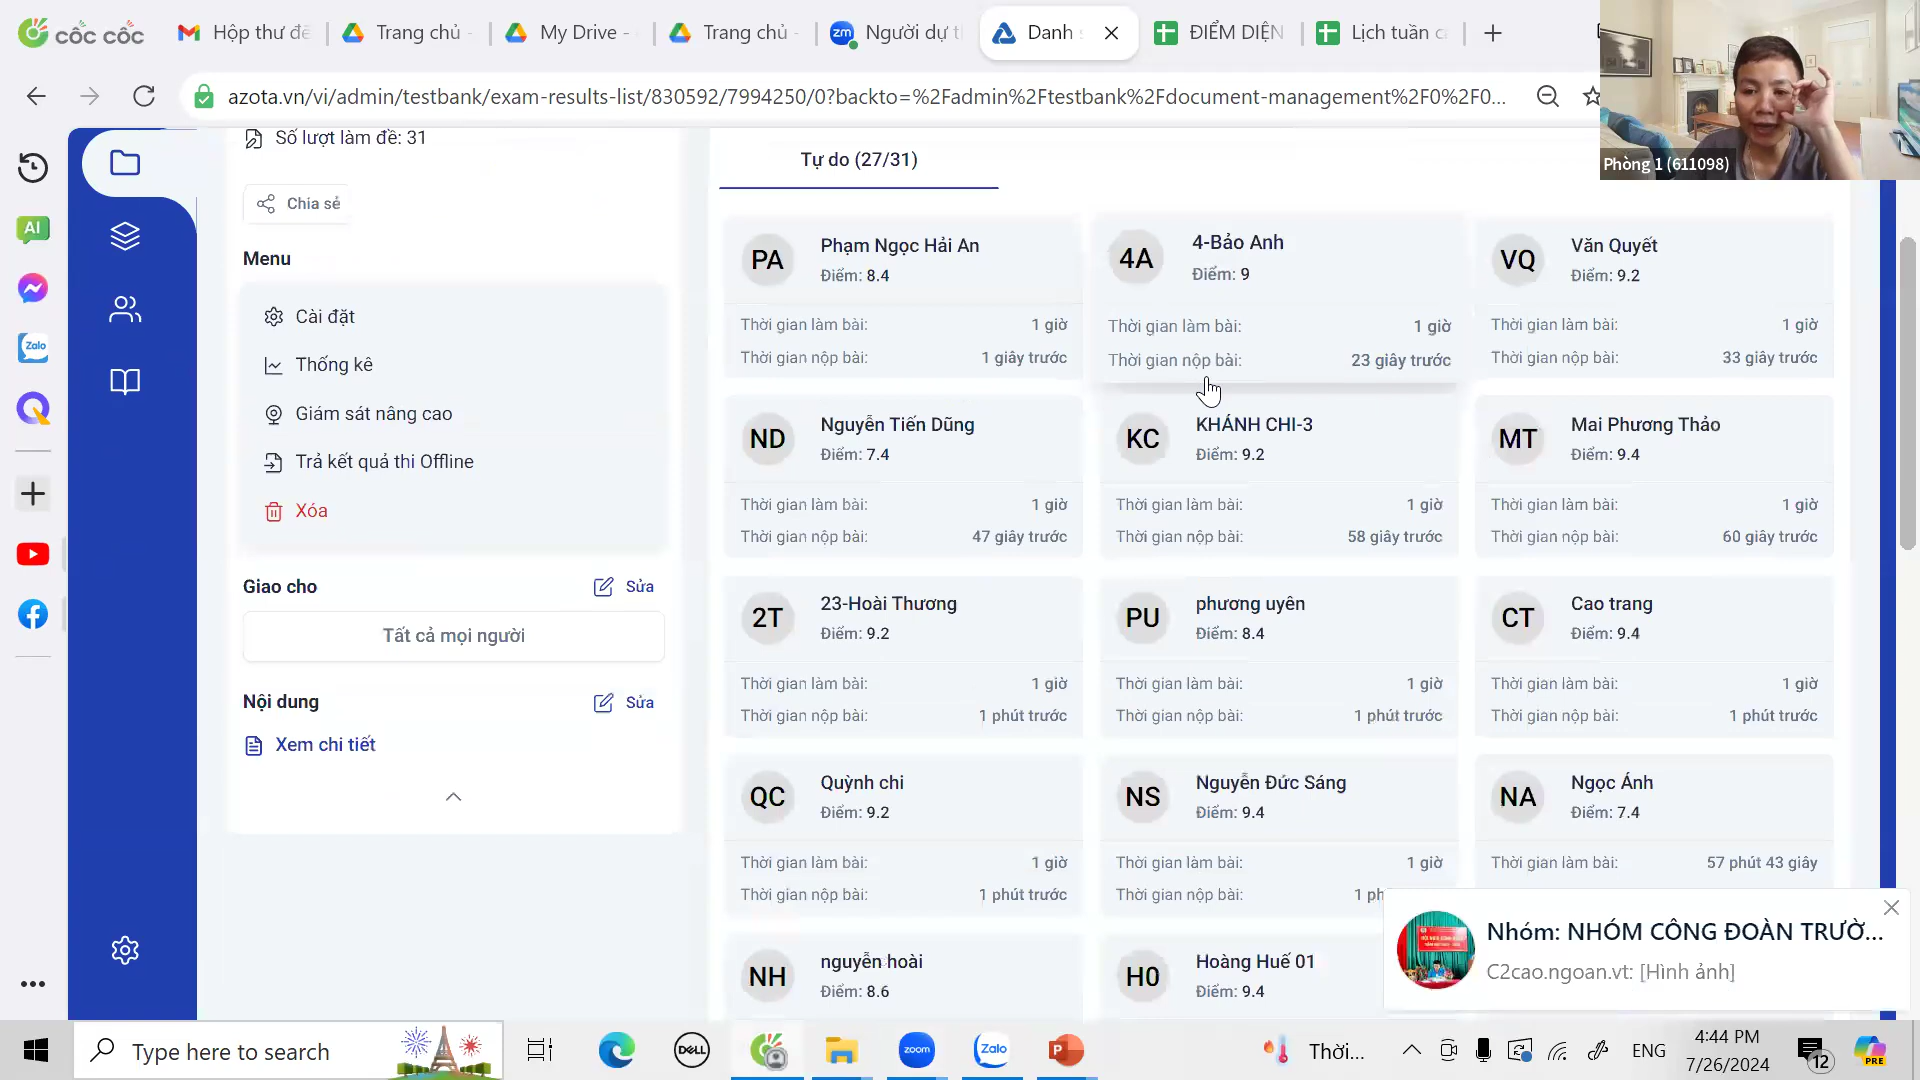 cốc cốc
Hộp thư đế
Trang chủ -
My Drive -
Trang chủ -
zm
Người dự t
Danh s
ĐIỂM DIỆN
Lịch tuần c
azota.vn/vi/admin/testbank/exam-results-list/830592/7994250/0?backto=%2Fadmin%2Ftestbank%2Fdocument-management%2F0%2F0...
Phòng 1 (611098)
AI
Zalo
Số lượt làm đề: 31
Chia sẻ
Menu
Cài đặt
Thống kê
Giám sát nâng cao
Trả kết quả thi Offline
Xóa
Giao cho
Sửa
Tất cả mọi người
Nội dung
Sửa
Xem chi tiết
Tự do (27/31)
PA
Phạm Ngọc Hải An
Điểm: 8.4
Thời gian làm bài: 1 giờ
Thời gian nộp bài: 1 giây trước
4A
4-Bảo Anh
Điểm: 9
Thời gian làm bài: 1 giờ
Thời gian nộp bài: 23 giây trước
VQ
Văn Quyết
Điểm: 9.2
Thời gian làm bài: 1 giờ
Thời gian nộp bài: 33 giây trước
ND
Nguyễn Tiến Dũng
Điểm: 7.4
Thời gian làm bài: 1 giờ
Thời gian nộp bài: 47 giây trước
KC
KHÁNH CHI-3
Điểm: 9.2
Thời gian làm bài: 1 giờ
Thời gian nộp bài: 58 giây trước
MT
Mai Phương Thảo
Điểm: 9.4
Thời gian làm bài: 1 giờ
Thời gian nộp bài: 60 giây trước
2T
23-Hoài Thương
Điểm: 9.2
Thời gian làm bài: 1 giờ
Thời gian nộp bài: 1 phút trước
PU
phương uyên
Điểm: 8.4
Thời gian làm bài: 1 giờ
Thời gian nộp bài: 1 phút trước
CT
Cao trang
Điểm: 9.4
Thời gian làm bài: 1 giờ
Thời gian nộp bài: 1 phút trước
QC
Quỳnh chi
Điểm: 9.2
Thời gian làm bài: 1 giờ
Thời gian nộp bài: 1 phút trước
NS
Nguyễn Đức Sáng
Điểm: 9.4
Thời gian làm bài: 1 giờ
Thời gian nộp bài: 1 ph
NA
Ngọc Ánh
Điểm: 7.4
Thời gian làm bài: 57 phút 43 giây
NH
nguyễn hoài
Điểm: 8.6
H0
Hoàng Huế 01
Điểm: 9.4
Nhóm: NHÓM CÔNG ĐOÀN TRƯỜ...
C2cao.ngoan.vt: [Hình ảnh]
Type here to search
DELL
zoom
Zalo
P
Thời...
ENG
4:44 PM
7/26/2024
12
PRE